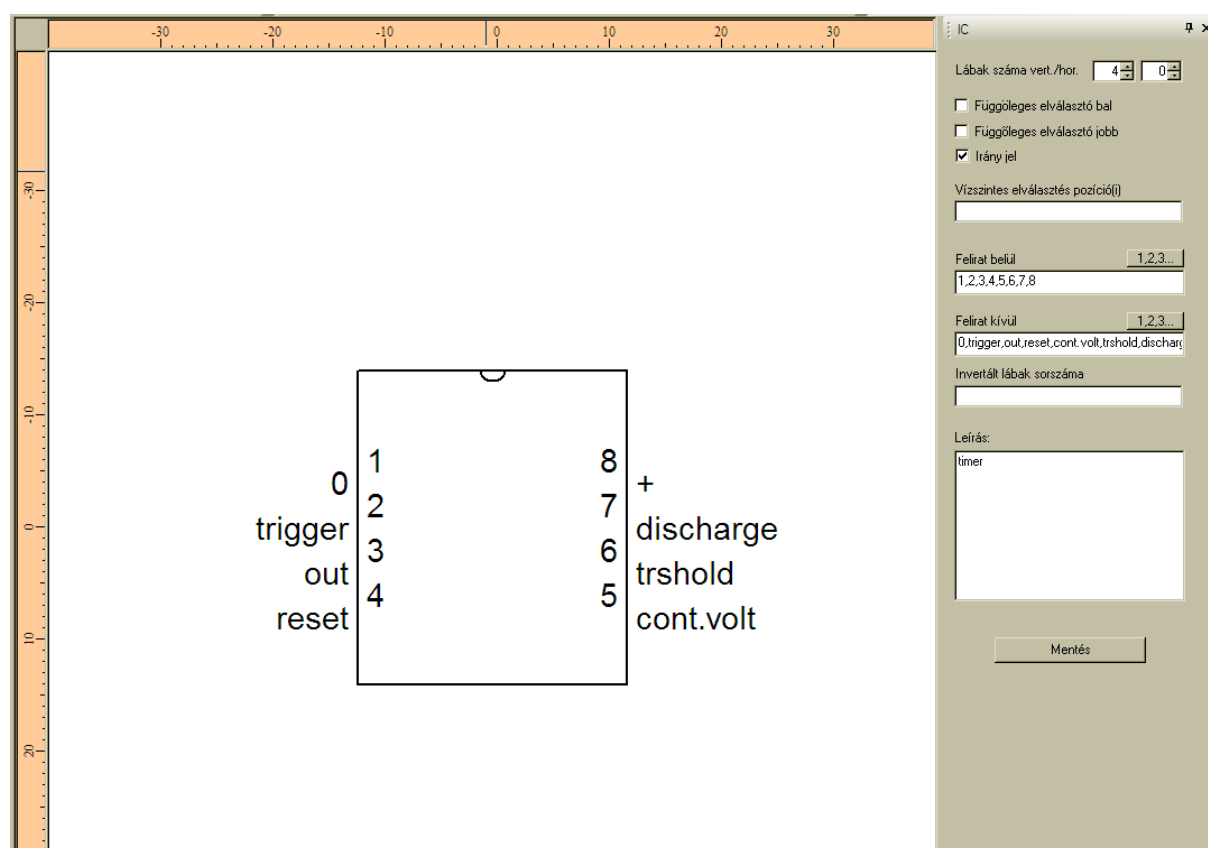 -30 -20 -10 0 10 20 30
-30
-20
-10
0
10
20
1 8
0 +
2 7
trigger discharge
3 6
out trshold
4 5
reset cont.volt
IC
Lábak száma vert./hor. 4 0
Függöleges elválasztó bal
Függőleges elválasztó jobb
Irány jel
Vízszintes elválasztés pozíció(i)
Felirat belül 1,2,3...
1,2,3,4,5,6,7,8
Felirat kívül 1,2,3...
0,trigger,out,reset,cont.volt,trshold,discharg
Invertált lábak sorszáma
Leírás:
timer
Mentés